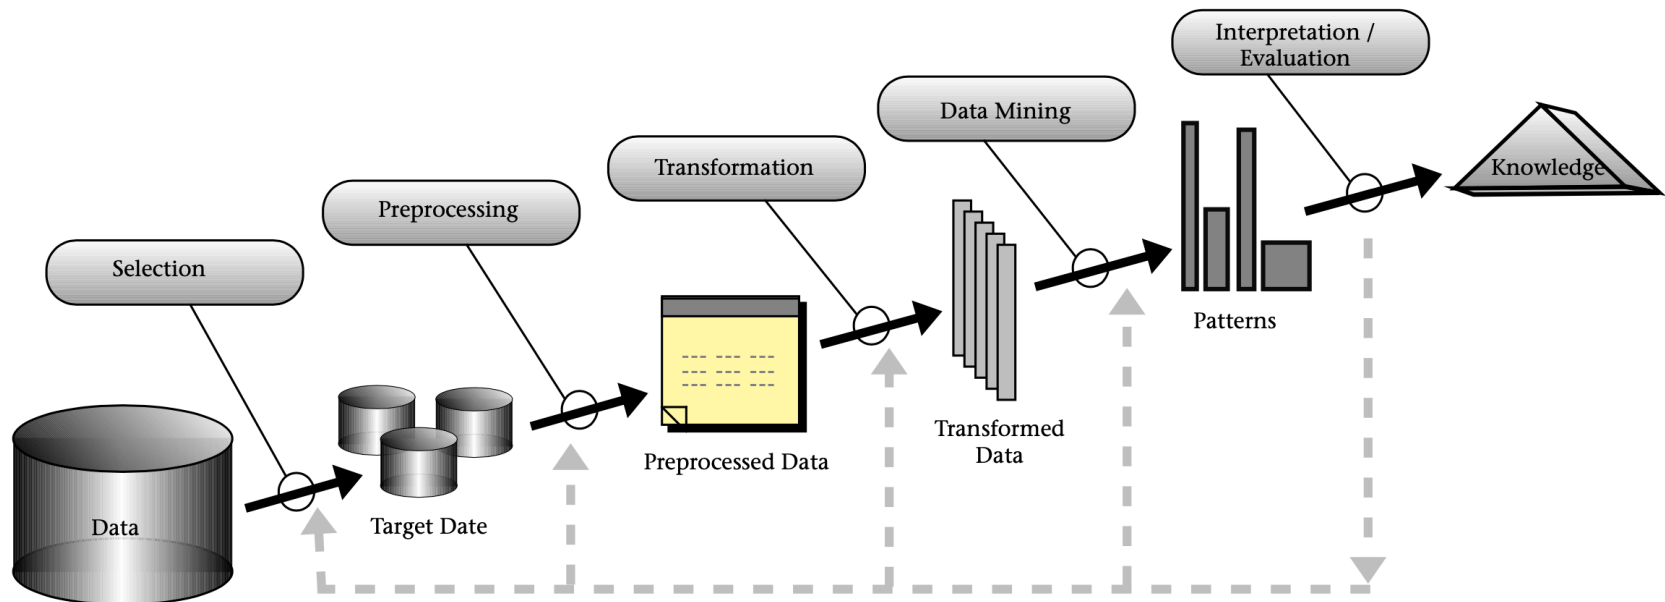 Interpretation /
Evaluation
Data Mining
Transformation
Preprocessing
Selection
Knowledge
Patterns
Transformed
Data
Preprocessed Data
Target Date
Data